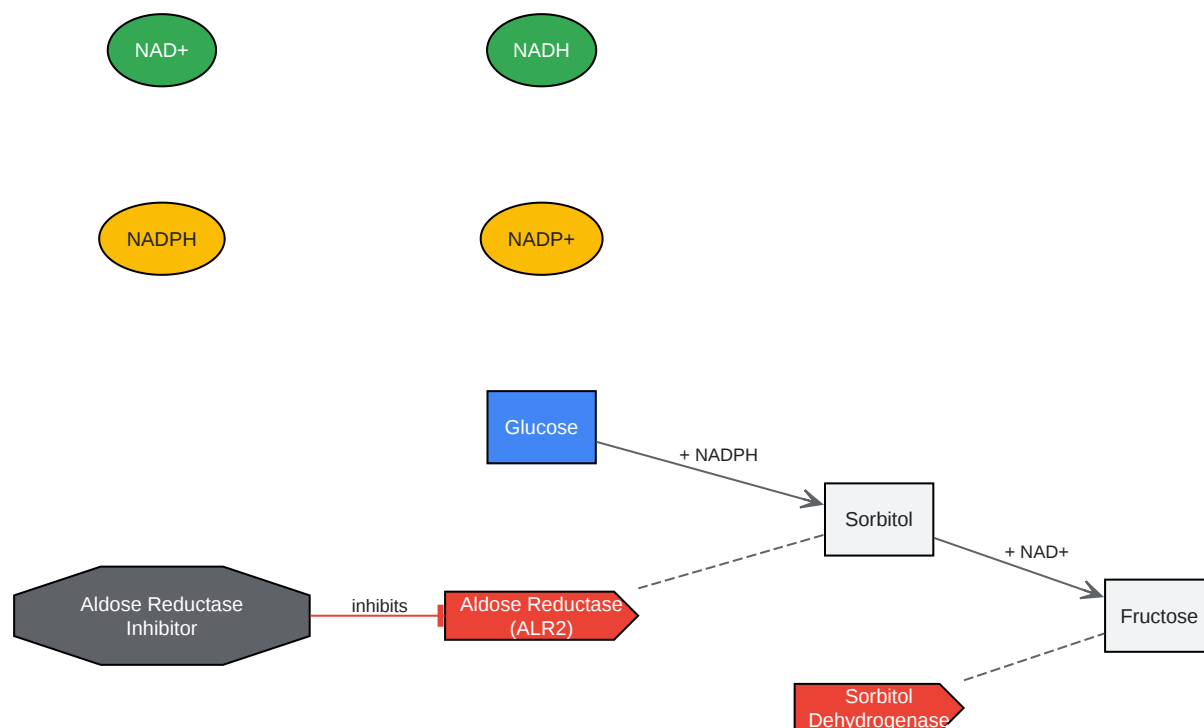 NAD+
NADH
NADPH
NADP+
Glucose
+ NADPH
Sorbitol
+ NAD+
Aldose Reductase
Inhibitor
inhibits
Aldose Reductase
(ALR2)
Fructose
Sorbitol
Dehydrogenase